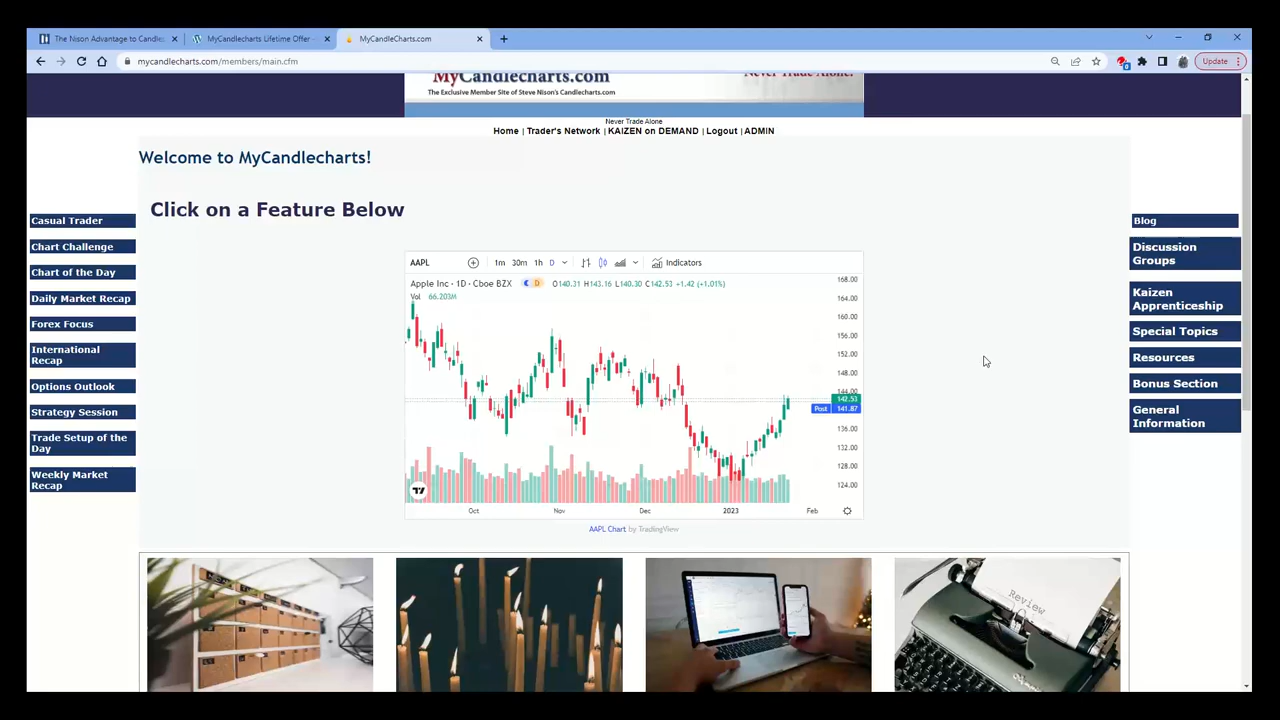 The Nison Advantage to Candle
MyCandlecharts Lifetime Offer -
MyCandleCharts.com
mycandlecharts.com/members/main.cfm
Update
MyCandlecharts.com
Never Trade Alone!
The Exclusive Member Site of Steve Nison's Candlecharts.com
Never Trade Alone
Home | Trader's Network | KAIZEN on DEMAND | Logout | ADMIN
Welcome to MyCandlecharts!
Click on a Feature Below
Casual Trader
Chart Challenge
Chart of the Day
Daily Market Recap
Forex Focus
International
Recap
Options Outlook
Strategy Session
Trade Setup of the
Day
Weekly Market
Recap
AAPL
1m 30m 1h D
Indicators
Apple Inc · 1D · Cboe BZX
D
O140.31 H143.16 L140.30 C142.53 +1.42 (+1.01%)
Vol 66.203M
168.00
164.00
160.00
156.00
152.00
148.00
144.00
142.53
Post 141.87
136.00
132.00
128.00
124.00
Oct Nov Dec 2023 Feb
AAPL Chart by TradingView
Blog
Discussion
Groups
Kaizen
Apprenticeship
Special Topics
Resources
Bonus Section
General
Information
Review